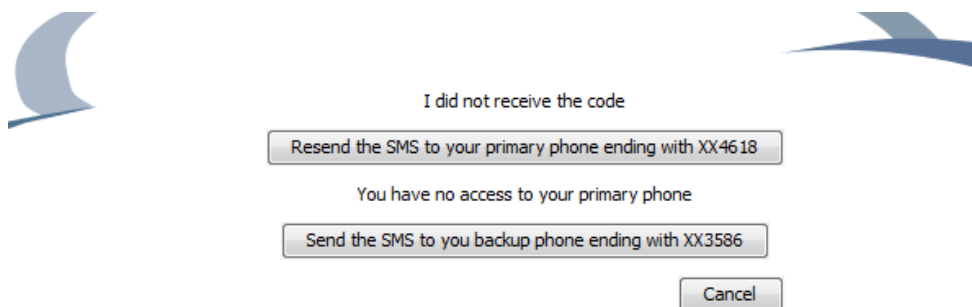 I did not receive the code
Resend the SMS to your primary phone ending with XX4618
You have no access to your primary phone
Send the SMS to you backup phone ending with XX3586
Cancel